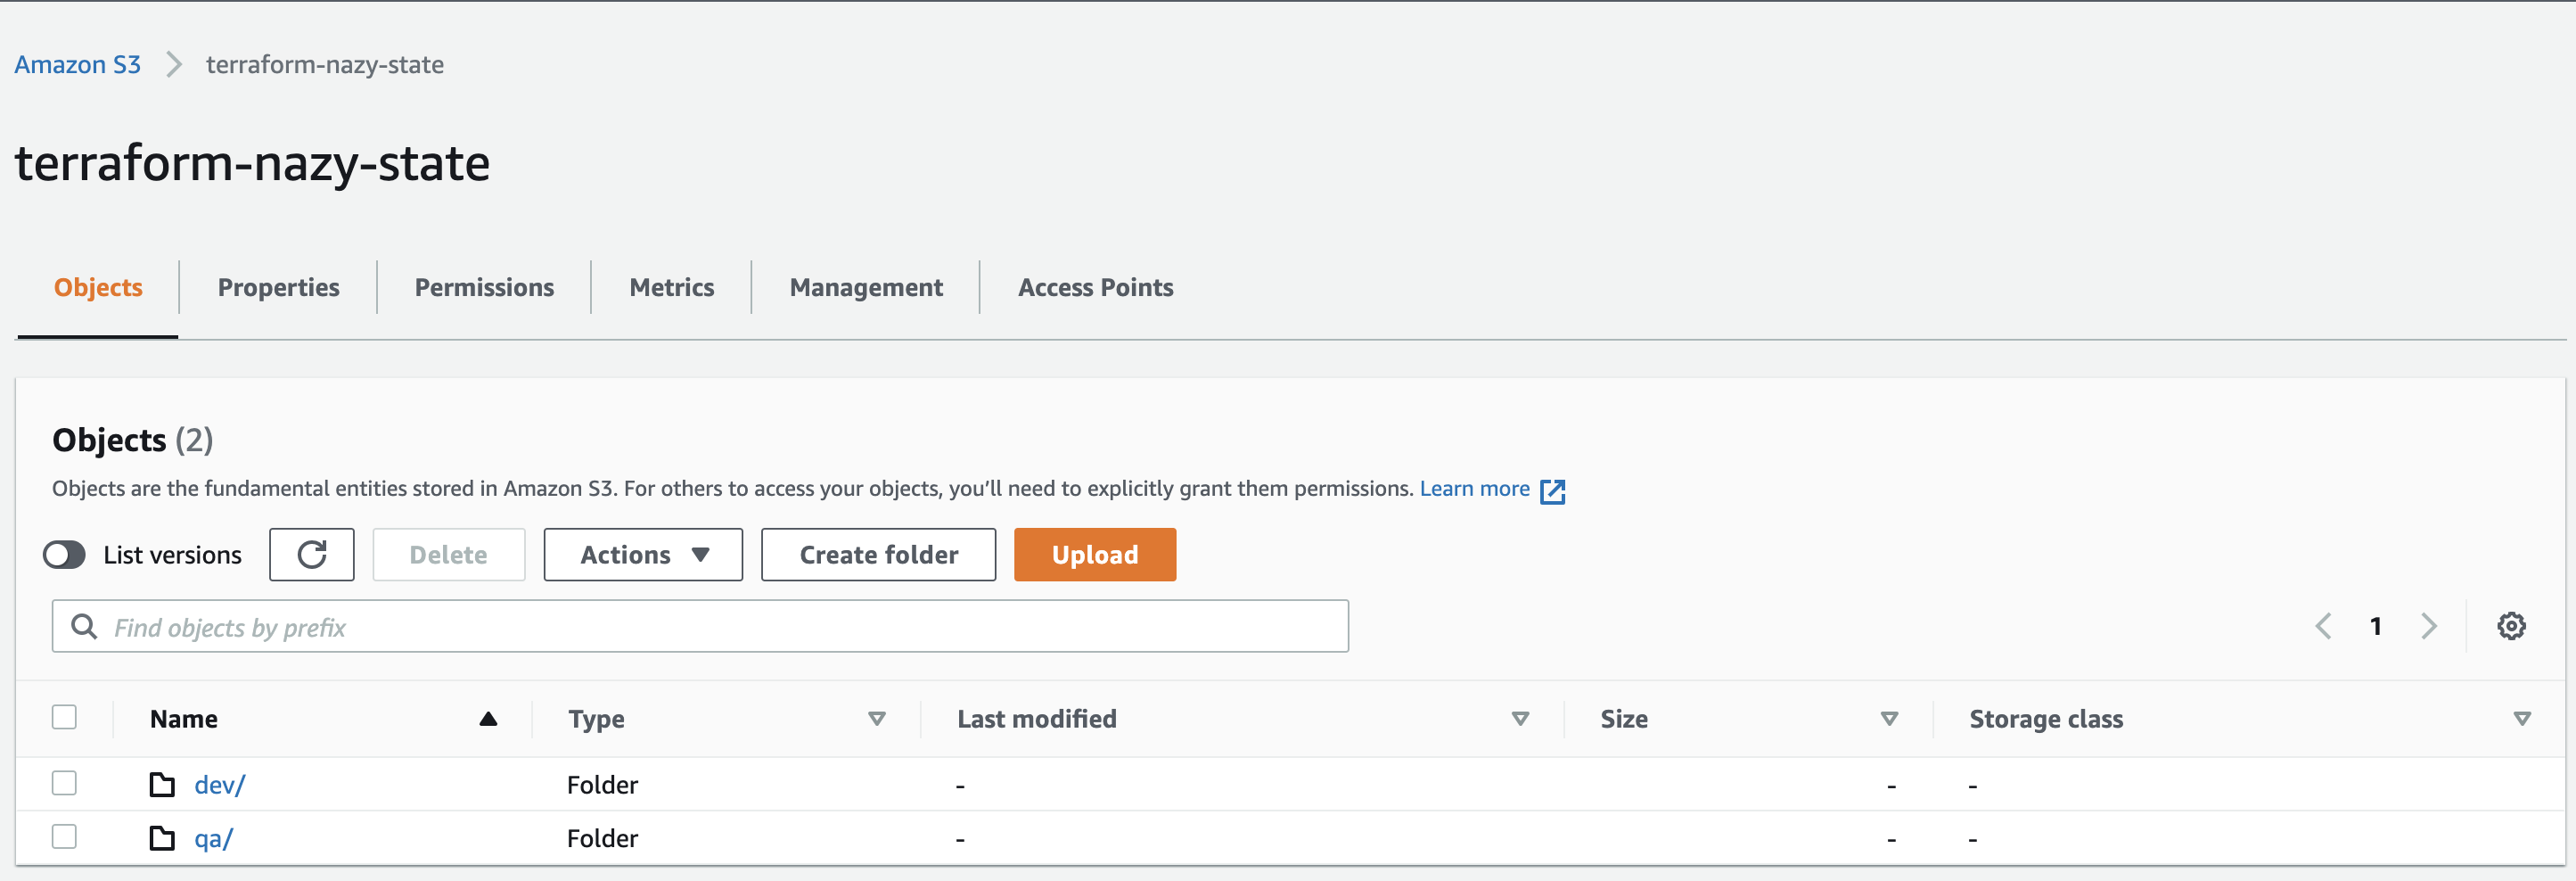 Amazon S3 terraform-nazy-state
terraform-nazy-state
Objects Properties Permissions Metrics Management Access Points
Objects (2)
Objects are the fundamental entities stored in Amazon S3. For others to access your objects, you’ll need to explicitly grant them permissions. Learn more
List versions Delete Actions Create folder Upload
Find objects by prefix 1
Name Type Last modified Size Storage class
dev/ Folder - - -
qa/ Folder - - -